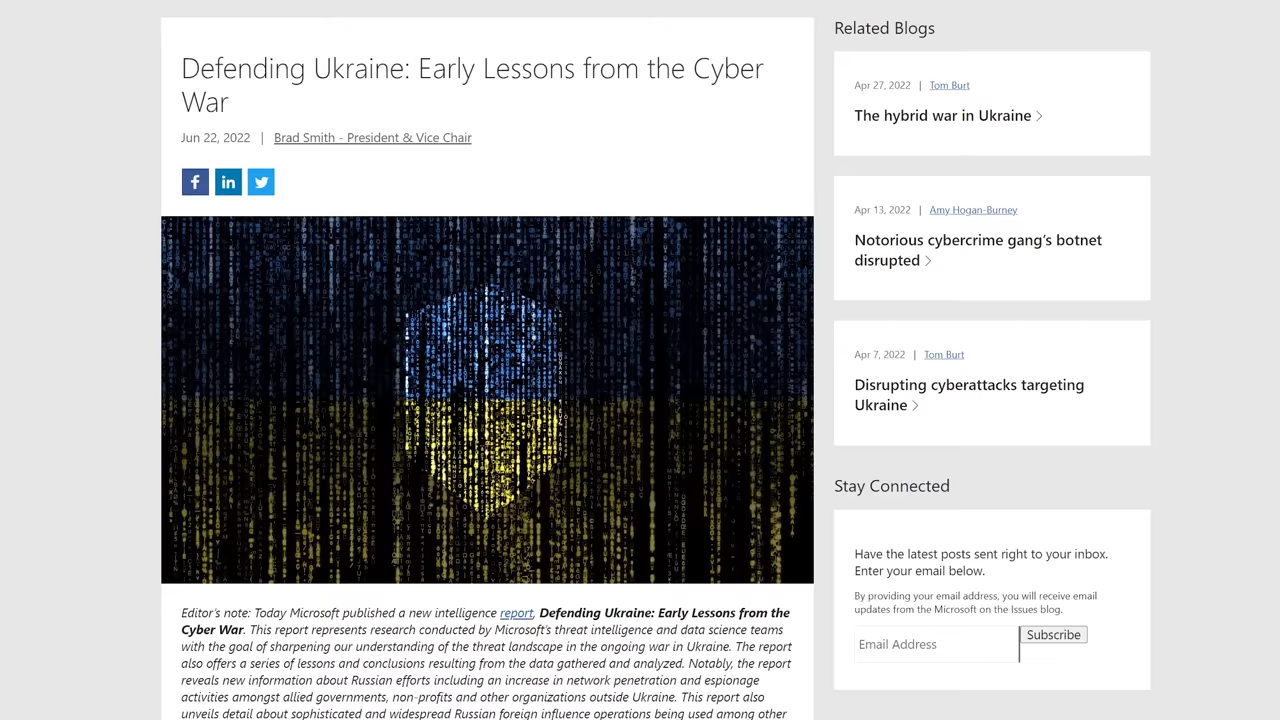 Defending Ukraine: Early Lessons from the Cyber
War
Jun 22, 2022 | Brad Smith - President & Vice Chair
f in
Editor's note: Today Microsoft published a new intelligence report, Defending Ukraine: Early Lessons from the
Cyber War. This report represents research conducted by Microsoft's threat intelligence and data science teams
with the goal of sharpening our understanding of the threat landscape in the ongoing war in Ukraine. The report
also offers a series of lessons and conclusions resulting from the data gathered and analyzed. Notably, the report
reveals new information about Russian efforts including an increase in network penetration and espionage
activities amongst allied governments, non-profits and other organizations outside Ukraine. This report also
unveils detail about sophisticated and widespread Russian foreign influence operations being used among other
Related Blogs
Apr 27, 2022 | Tom Burt
The hybrid war in Ukraine
Apr 13, 2022 | Amy Hogan-Burney
Notorious cybercrime gang's botnet
disrupted
Apr 7, 2022 | Tom Burt
Disrupting cyberattacks targeting
Ukraine
Stay Connected
Have the latest posts sent right to your inbox.
Enter your email below.
By providing your email address, you will receive email
updates from the Microsoft on the Issues blog.
Email Address
Subscribe